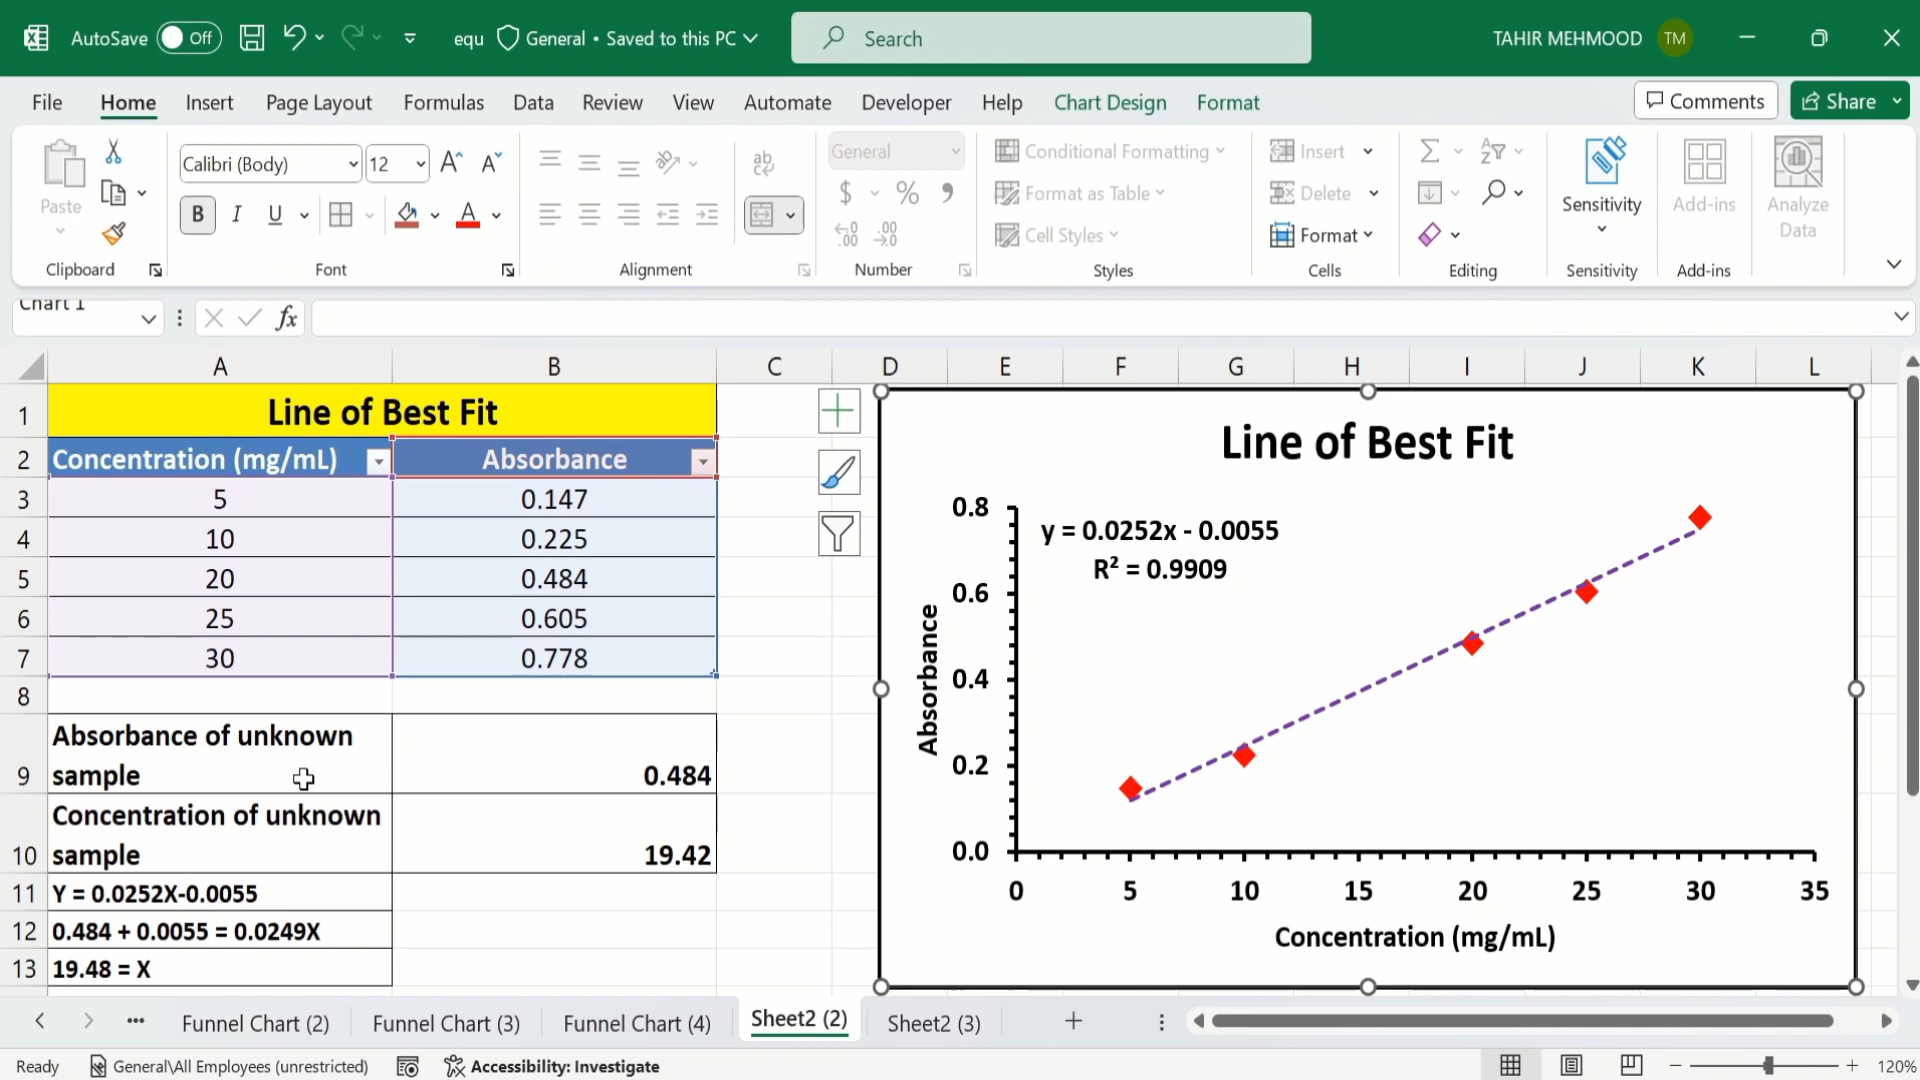 AutoSave Off equ General • Saved to this PC Search TAHIR MEHMOOD TM
File Home Insert Page Layout Formulas Data Review View Automate Developer Help Chart Design Format Comments Share
Paste
Calibri (Body) 12
B I U
ab
General
$ % 9
Conditional Formatting
Format as Table
Cell Styles
Insert
Delete
Format
Sensitivity
Add-ins
Analyze
Data
Clipboard Font Alignment Number Styles Cells Editing Sensitivity Add-ins
Chart 1 fx
A B C D E F G H I J K L
1 Line of Best Fit
2 Concentration (mg/mL) Absorbance
3 5 0.147
4 10 0.225
5 20 0.484
6 25 0.605
7 30 0.778
8
9 Absorbance of unknown
sample 0.484
10 Concentration of unknown
sample 19.42
11 Y = 0.0252X-0.0055
12 0.484 + 0.0055 = 0.0249X
13 19.48 = X
Line of Best Fit
y = 0.0252x - 0.0055
R² = 0.9909
Absorbance
0.8
0.6
0.4
0.2
0.0
0 5 10 15 20 25 30 35
Concentration (mg/mL)
... Funnel Chart (2) Funnel Chart (3) Funnel Chart (4) Sheet2 (2) Sheet2 (3) +
Ready General\All Employees (unrestricted) Accessibility: Investigate 120%